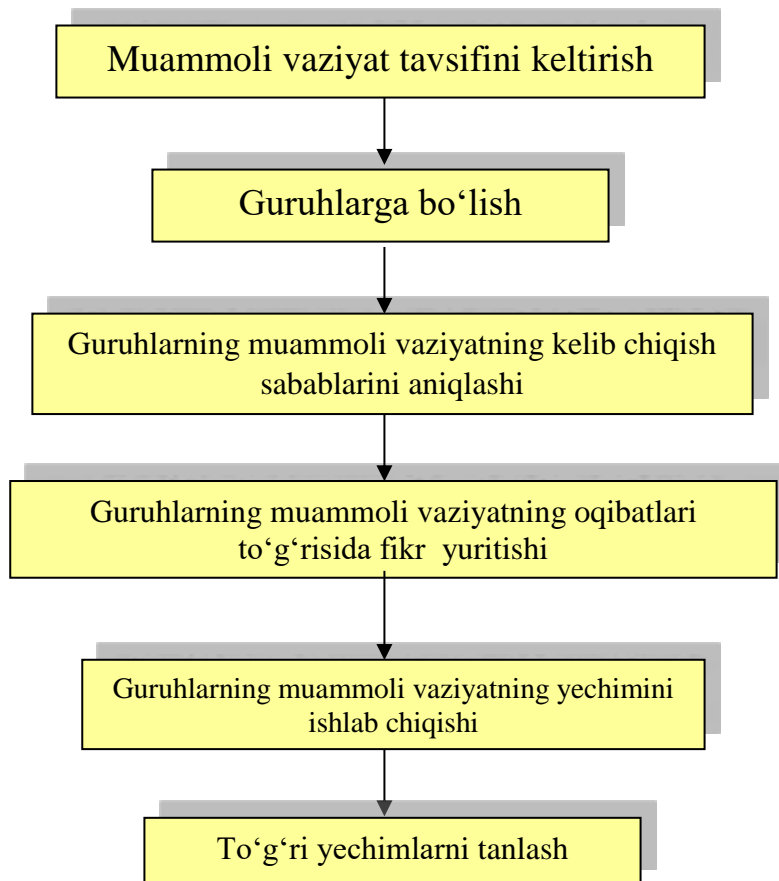 Muammoli vaziyat tavsifini keltirish
Guruhlarga bo‘lish
Guruhlarning muammoli vaziyatning kelib chiqish
sabablarini aniqlashi
Guruhlarning muammoli vaziyatning oqibatlari
to‘g‘risida fikr yuritishi
Guruhlarning muammoli vaziyatning yechimini
ishlab chiqishi
To‘g‘ri yechimlarni tanlash